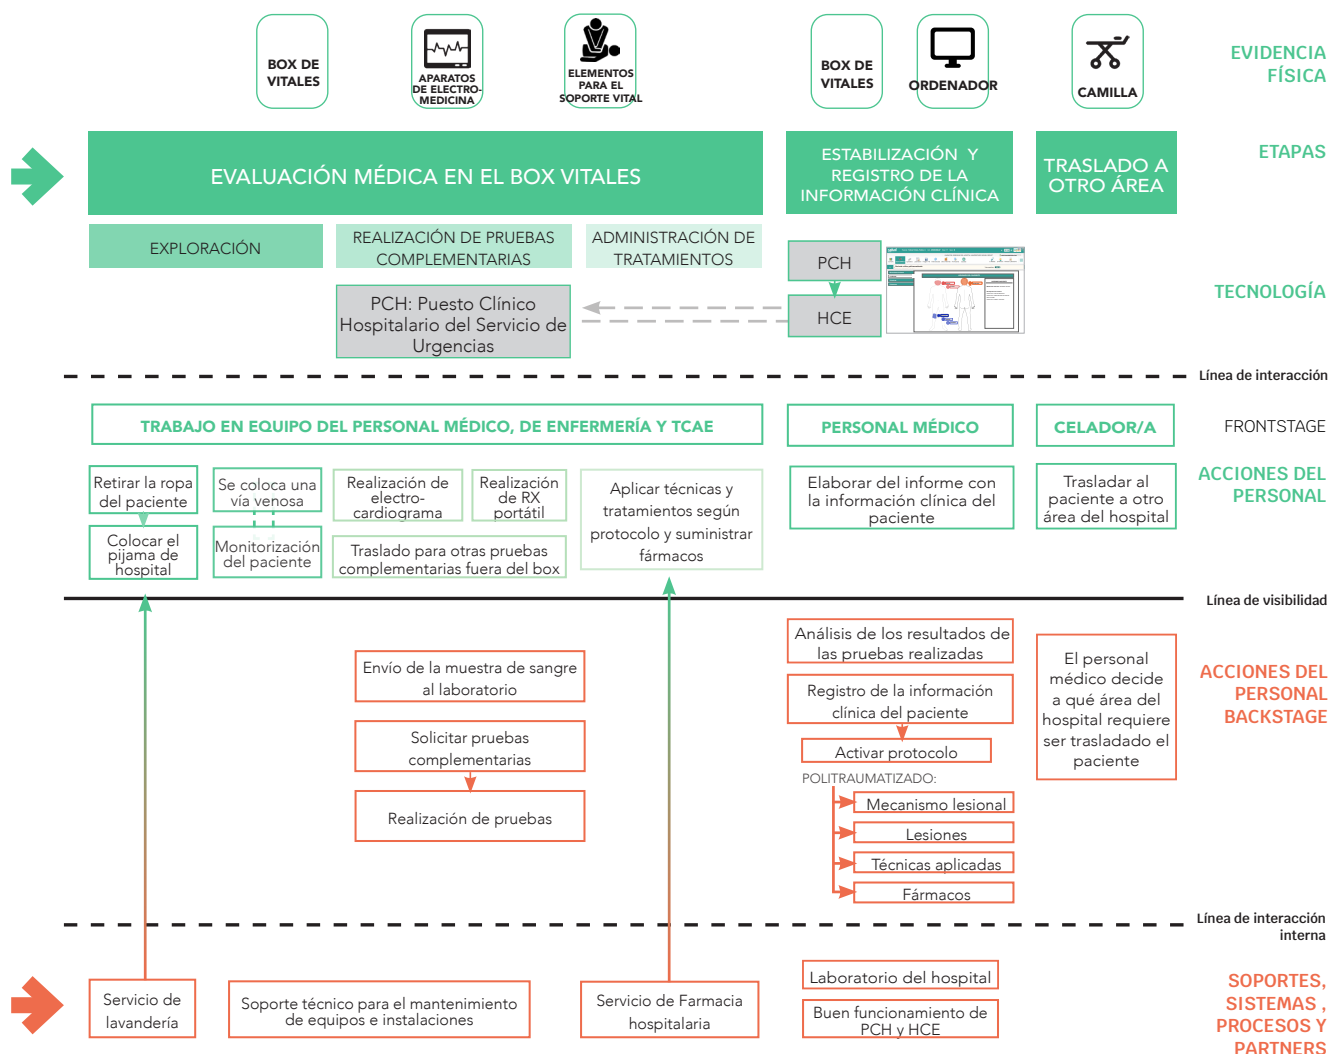 BOX DE
VITALES
APARATOS
DE ELECTRO-
MEDICINA
ELEMENTOS
PARA EL
SOPORTE VITAL
BOX DE
VITALES
ORDENADOR
CAMILLA
EVIDENCIA
FÍSICA
EVALUACIÓN MÉDICA EN EL BOX VITALES
ESTABILIZACIÓN Y
REGISTRO DE LA
INFORMACIÓN CLÍNICA
TRASLADO A
OTRO ÁREA
ETAPAS
EXPLORACIÓN
REALIZACIÓN DE PRUEBAS
COMPLEMENTARIAS
ADMINISTRACIÓN DE
TRATAMIENTOS
PCH: Puesto Clínico
Hospitalario del Servicio de
Urgencias
PCH
HCE
TECNOLOGÍA
Línea de interacción
TRABAJO EN EQUIPO DEL PERSONAL MÉDICO, DE ENFERMERÍA Y TCAE
PERSONAL MÉDICO
CELADOR/A
FRONTSTAGE
Retirar la ropa
del paciente
Colocar el
pijama de
hospital
Se coloca una
vía venosa
Monitorización
del paciente
Realización de
electro-
cardiograma
Realización
de RX
portátil
Traslado para otras pruebas
complementarias fuera del box
Aplicar técnicas y
tratamientos según
protocolo y suministrar
fármacos
Elaborar del informe con
la información clínica del
paciente
Trasladar al
paciente a otro
área del hospital
ACCIONES DEL
PERSONAL
Línea de visibilidad
Envío de la muestra de sangre
al laboratorio
Solicitar pruebas
complementarias
Realización de pruebas
Análisis de los resultados de
las pruebas realizadas
Registro de la información
clínica del paciente
Activar protocolo
POLITRAUMATIZADO:
Mecanismo lesional
Lesiones
Técnicas aplicadas
Fármacos
El personal
médico decide
a qué área del
hospital requiere
ser trasladado el
paciente
ACCIONES DEL
PERSONAL
BACKSTAGE
Línea de interacción
interna
Servicio de
lavandería
Soporte técnico para el mantenimiento
de equipos e instalaciones
Servicio de Farmacia
hospitalaria
Laboratorio del hospital
Buen funcionamiento de
PCH y HCE
SOPORTES,
SISTEMAS ,
PROCESOS Y
PARTNERS